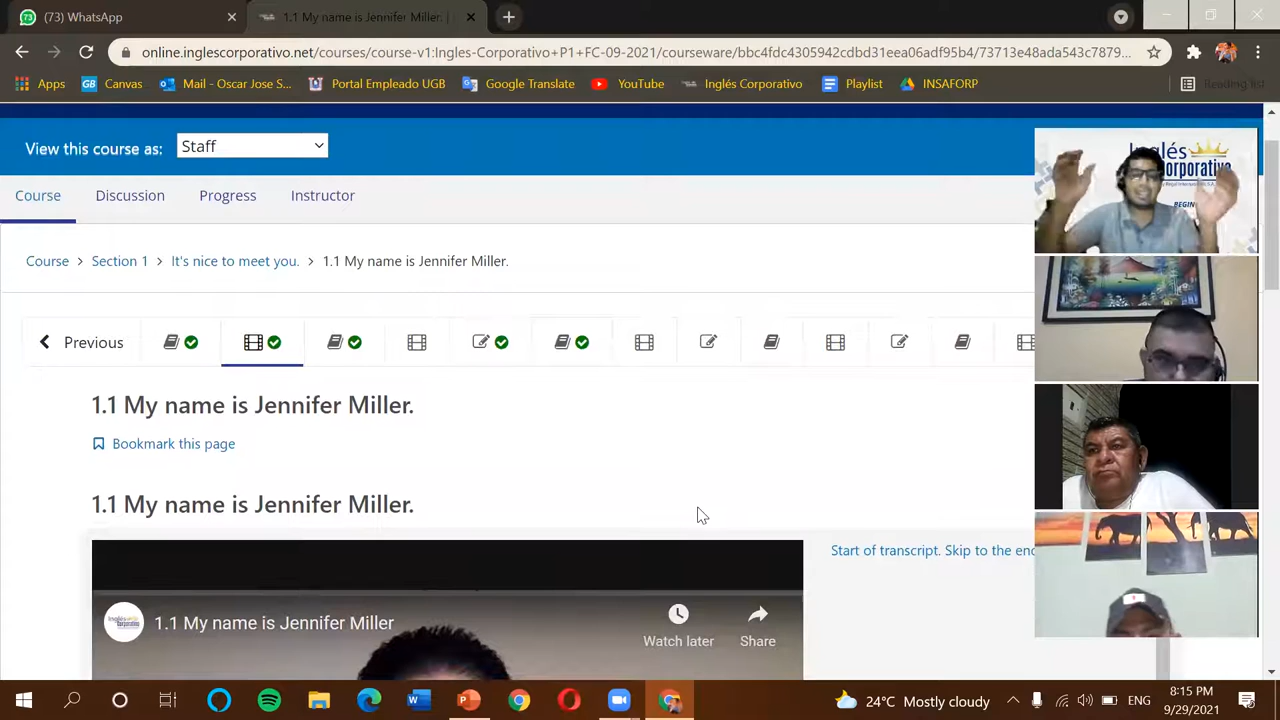 (73) WhatsApp
1.1 My name is Jennifer Miller.
online.inglescorporativo.net/courses/course-v1:Ingles-Corporativo+P1+FC-09-2021/courseware/bbc4fdc4305942cdbd31eea06adf95b4/73713e48ada543c7879...
Apps
Canvas
Mail - Oscar Jose S...
Portal Empleado UGB
Google Translate
YouTube
Inglés Corporativo
Playlist
INSAFORP
Reading list
View this course as:
Staff
Course
Discussion
Progress
Instructor
Inglés
Corporativo
BEGIN
Course > Section 1 > It's nice to meet you. > 1.1 My name is Jennifer Miller.
Previous
1.1 My name is Jennifer Miller.
Bookmark this page
1.1 My name is Jennifer Miller.
Start of transcript. Skip to the end
1.1 My name is Jennifer Miller
Watch later
Share
24°C Mostly cloudy
ENG
8:15 PM
9/29/2021